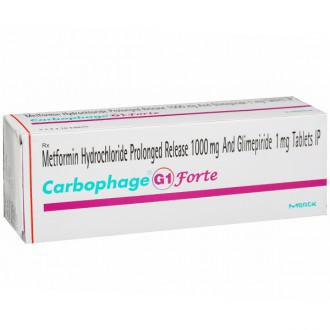 Rx
Metformin Hydrochloride Prolonged Release 1000 mg And Glimepiride 1 mg Tablets IP
Carbophage G1 Forte
MERCK